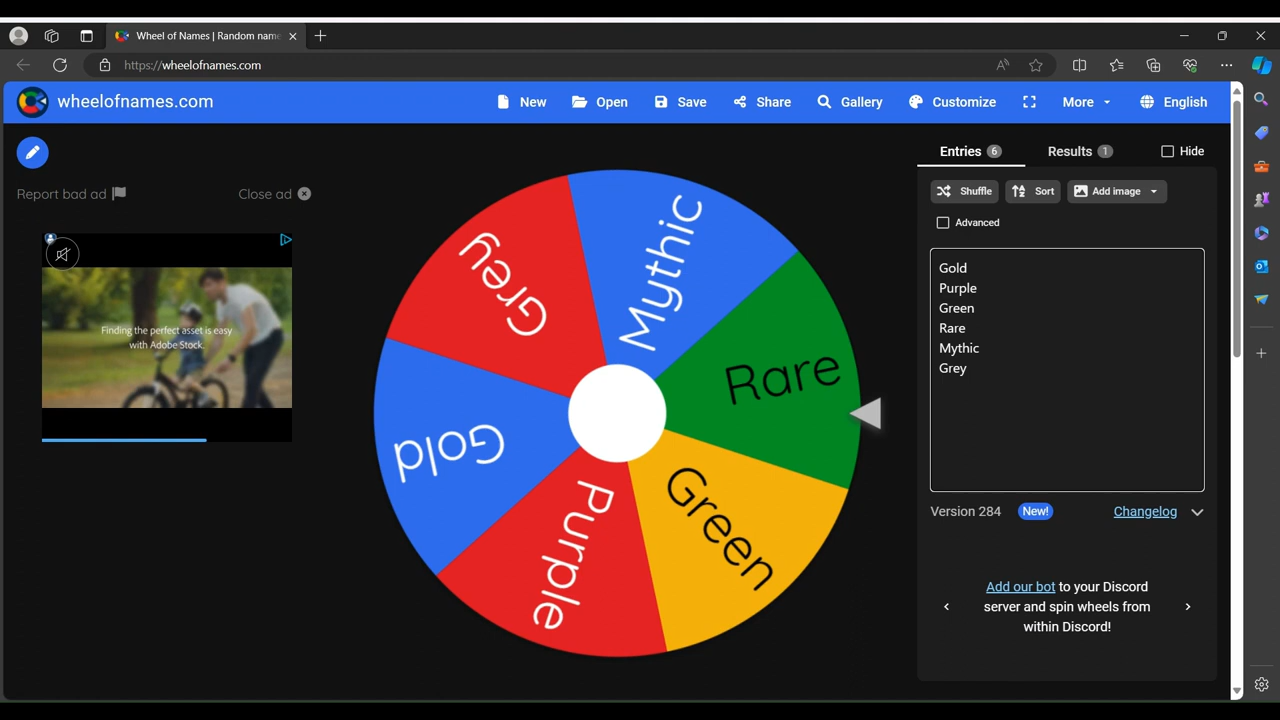 Wheel of Names | Random name
https://wheelofnames.com
wheelofnames.com
New
Open
Save
Share
Gallery
Customize
More
English
Report bad ad
Close ad
Finding the perfect asset is easy
with Adobe Stock.
Mythic
Grey
Rare
Gold
Green
Purple
Entries 6
Results 1
Hide
Shuffle
Sort
Add image
Advanced
Gold
Purple
Green
Rare
Mythic
Grey
Version 284
New!
Changelog
Add our bot to your Discord
server and spin wheels from
within Discord!